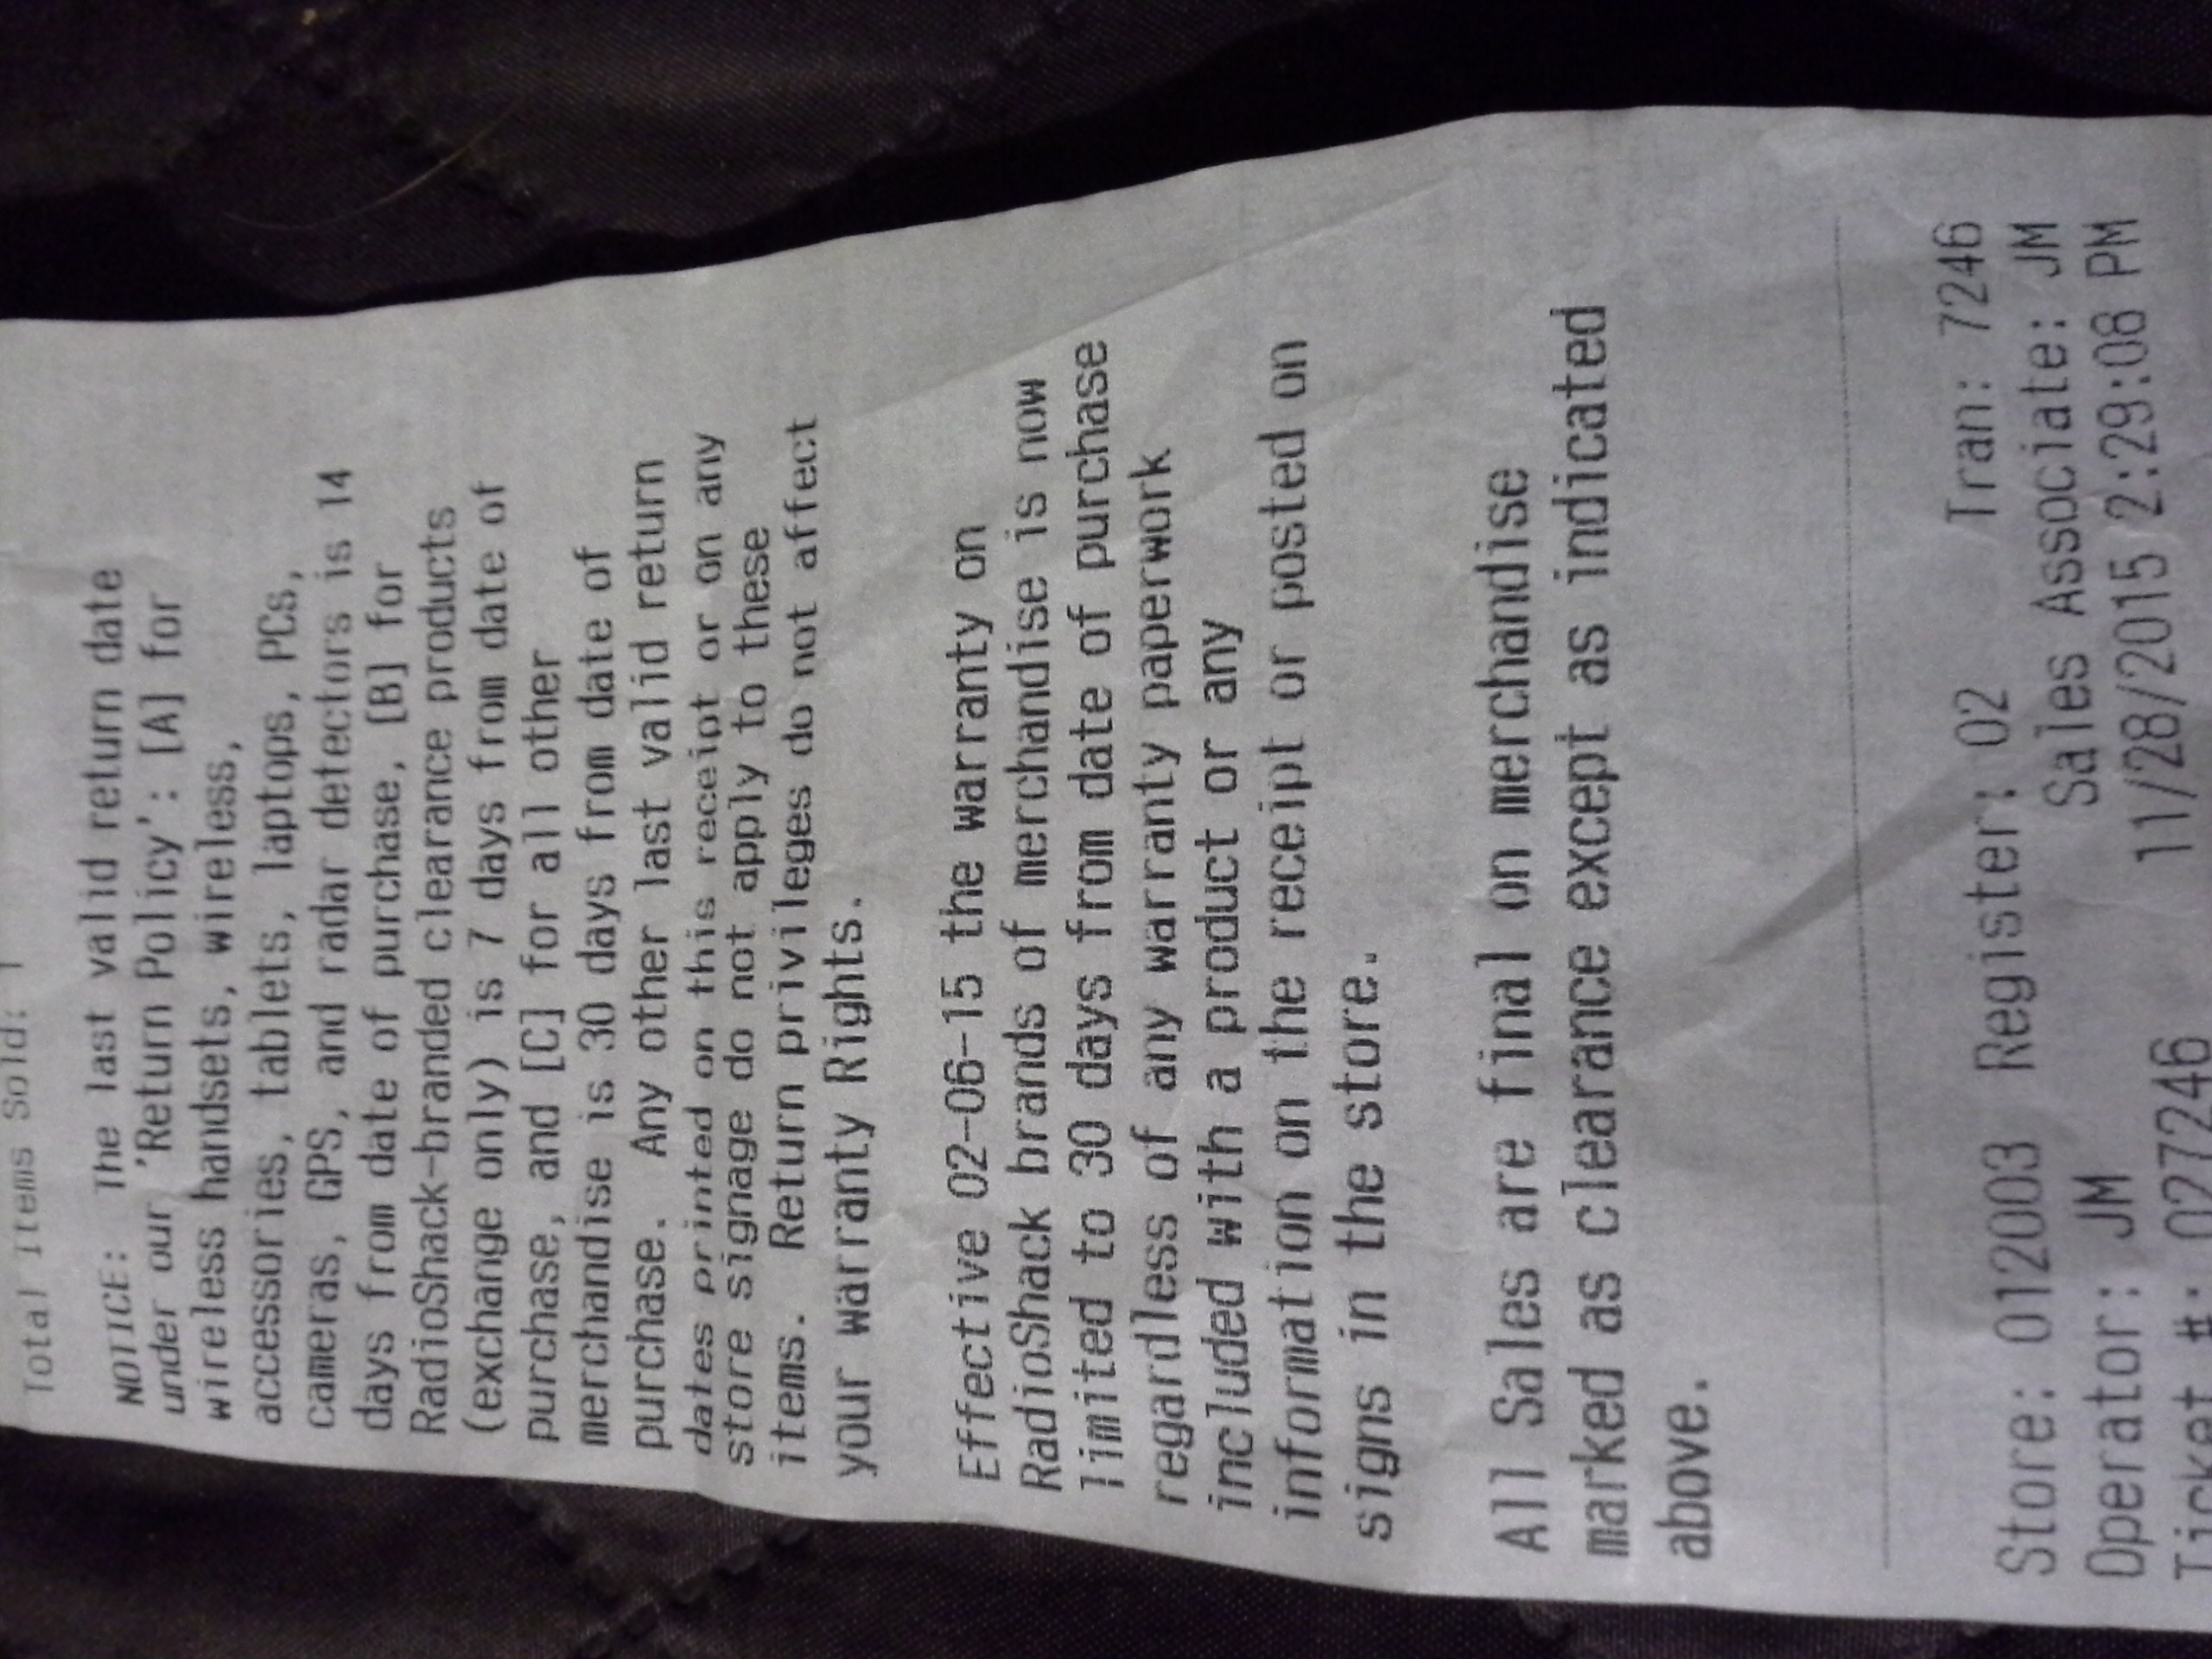 Total Items Sold: 1
NOTICE: The last valid return date
under our 'Return Policy': [A] for
wireless handsets, wireless,
accessories, tablets, laptops, PCs,
cameras, GPS, and radar detectors is 14
days from date of purchase, [B] for
RadioShack-branded clearance products
(exchange only) is 7 days from date of
purchase, and [C] for all other
merchandise is 30 days from date of
purchase. Any other last valid return
dates printed on this receipt or on any
store signage do not apply to these
items. Return privileges do not affect
your warranty Rights.
Effective 02-06-15 the warranty on
RadioShack brands of merchandise is now
limited to 30 days from date of purchase
regardless of any warranty paperwork
included with a product or any
information on the receipt or posted on
signs in the store.
All Sales are final on merchandise
marked as clearance except as indicated
above.
Store: 012003 Register: 02 Tran: 7246
Operator: JM Sales Associate: JM
Ticket #: 027246 11/28/2015 2:29:08 PM